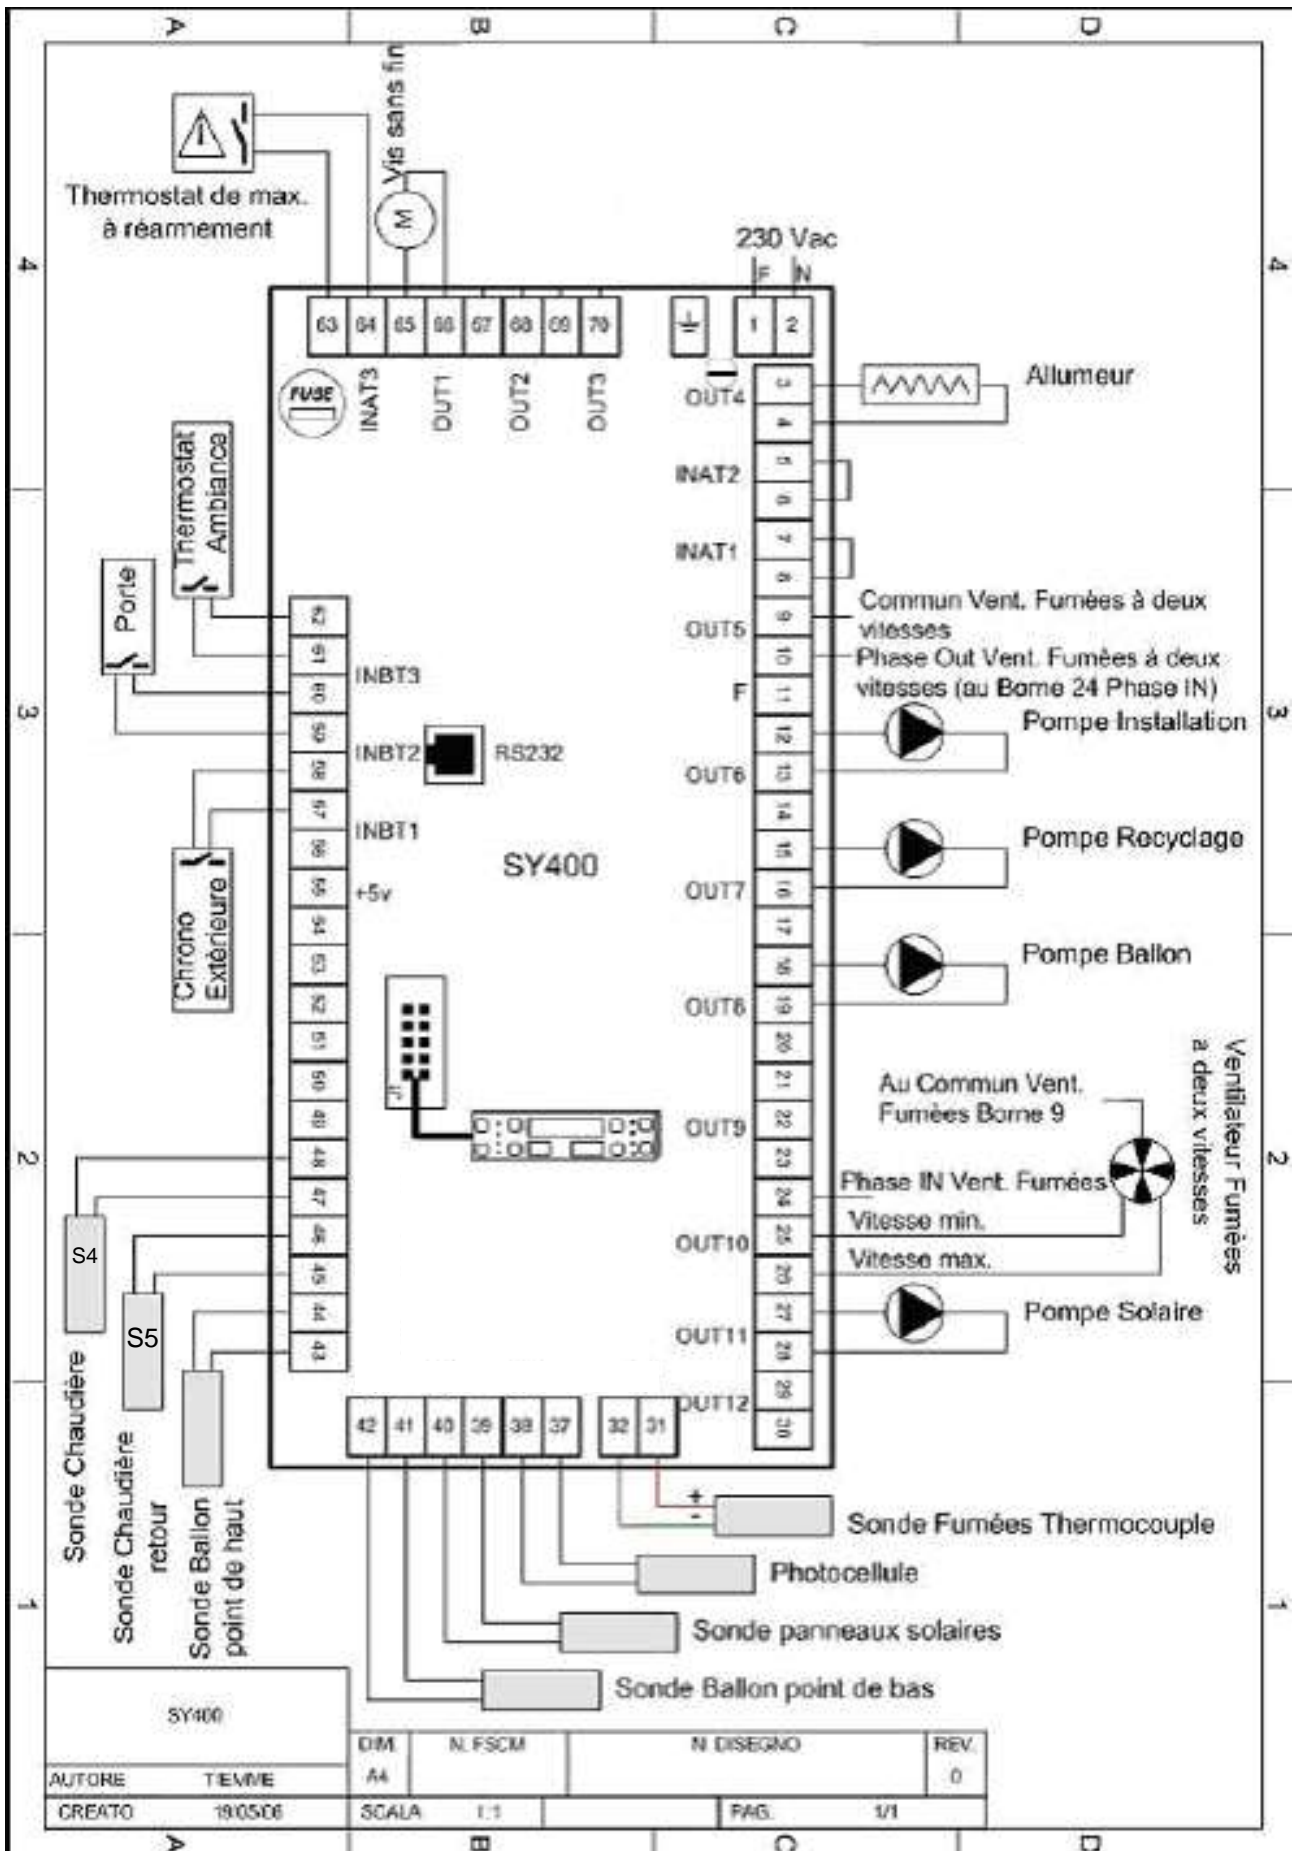 A B C D
Thermostat de max.
à réarmement
Vis sans fin
M
230 Vac
F N
4 4
63 64 65 66 67 68 69 70
1 2
FUSE
INAT3
OUT1
OUT2
OUT3
OUT4
3
Allumeur
4
INAT2
5
6
INAT1
7
8
Thermostat
Ambiance
Porte
62
61
60
59
58
57
56
55
54
53
52
51
50
49
48
47
46
45
44
43
INBT3
INBT2
RS232
INBT1
+5v
SY400
J1
Chrono
Extérieure
OUT5
9
Commun Vent. Fumées à deux
vitesses
10
Phase Out Vent. Fumées à deux
vitesses (au Borne 24 Phase IN)
F
11
3 3
12
Pompe Installation
OUT6
13
14
15
Pompe Recyclage
OUT7
16
17
18
Pompe Ballon
OUT8
19
20
21
22
OUT9
23
Au Commun Vent.
Fumées Borne 9
Ventilateur Fumées
a deux vitesses
2 2
24
Phase IN Vent. Fumées
Vitesse min.
OUT10
25
Vitesse max.
26
27
Pompe Solaire
OUT11
28
29
OUT12
30
S4
S5
Sonde Chaudière
Sonde Chaudière
retour
Sonde Ballon
point de haut
42 41 40 39 38 37 32 31
+
-
Sonde Fumées Thermocouple
Photocellule
1 1
Sonde panneaux solaires
Sonde Ballon point de bas
SY400
DIM. N. FSCM N. DISEGNO REV.
A4 0
AUTORE TIEMME
CREATO 19/05/06 SCALA 1:1 PAG. 1/1
A B C D